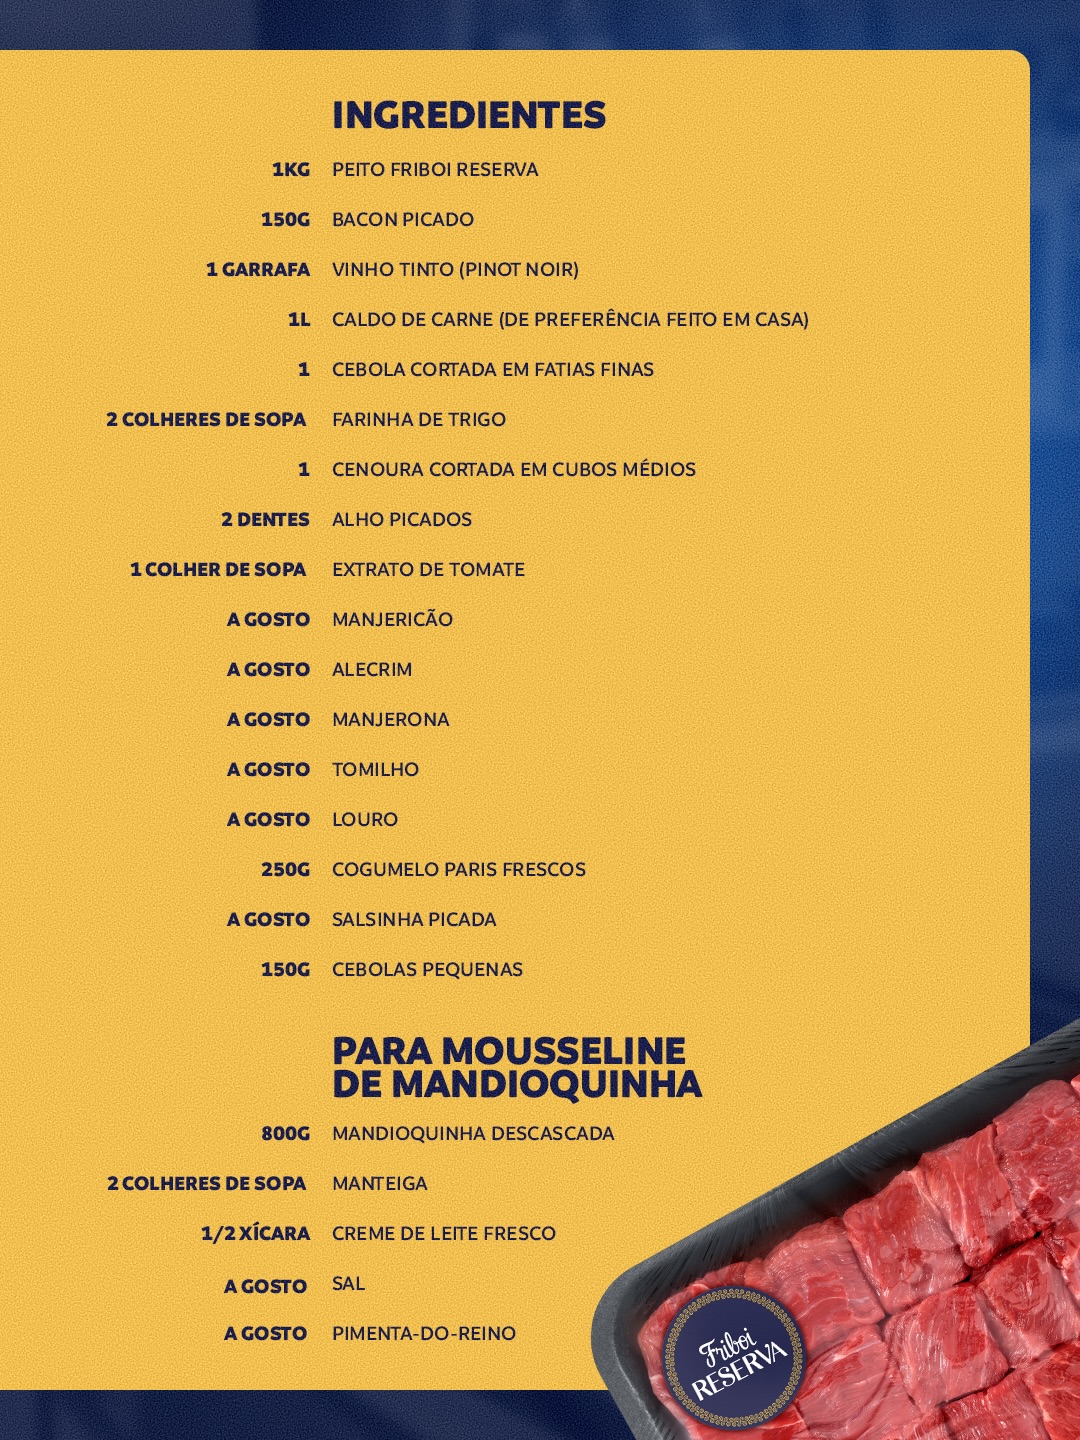 INGREDIENTES
1KG PEITO FRIBOI RESERVA
150G BACON PICADO
1 GARRAFA VINHO TINTO (PINOT NOIR)
1L CALDO DE CARNE (DE PREFERÊNCIA FEITO EM CASA)
1 CEBOLA CORTADA EM FATIAS FINAS
2 COLHERES DE SOPA FARINHA DE TRIGO
1 CENOURA CORTADA EM CUBOS MÉDIOS
2 DENTES ALHO PICADOS
1 COLHER DE SOPA EXTRATO DE TOMATE
A GOSTO MANJERICÃO
A GOSTO ALECRIM
A GOSTO MANJERONA
A GOSTO TOMILHO
A GOSTO LOURO
250G COGUMELO PARIS FRESCOS
A GOSTO SALSINHA PICADA
150G CEBOLAS PEQUENAS
PARA MOUSSELINE
DE MANDIOQUINHA
800G MANDIOQUINHA DESCASCADA
2 COLHERES DE SOPA MANTEIGA
1/2 XÍCARA CREME DE LEITE FRESCO
A GOSTO SAL
A GOSTO PIMENTA-DO-REINO
Friboi
RESERVA